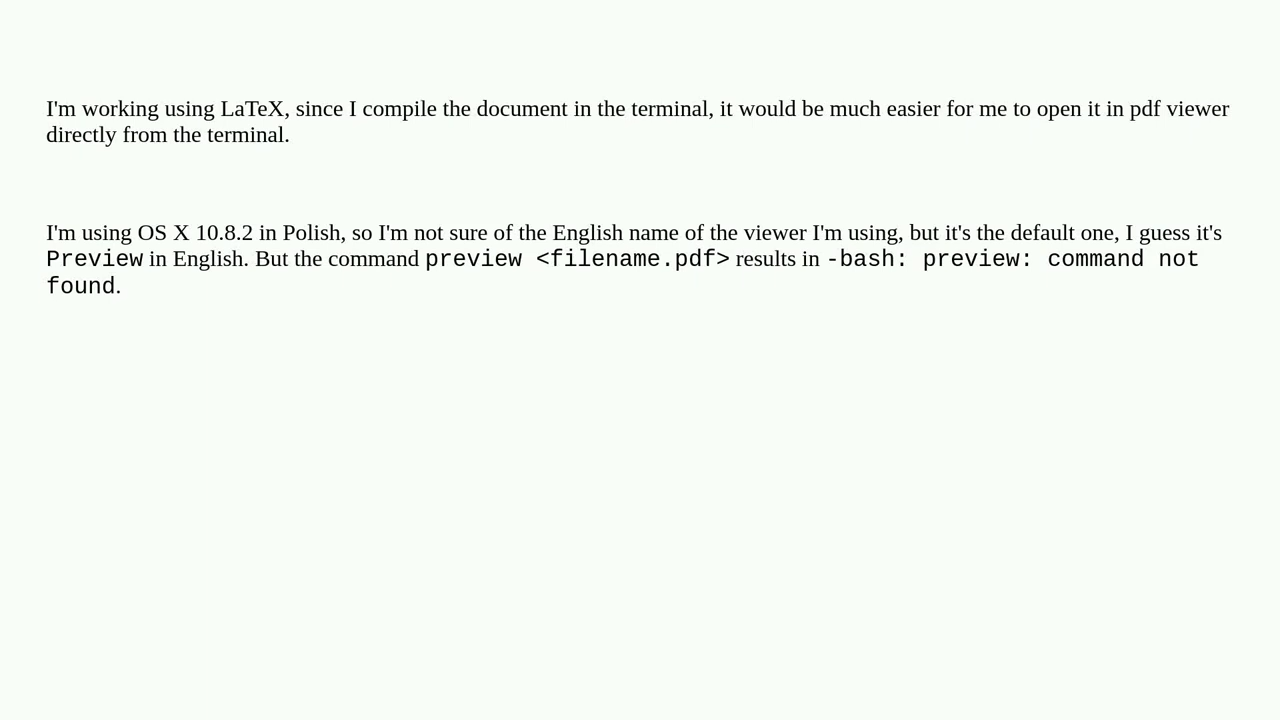 I'm working using LaTeX, since I compile the document in the terminal, it would be much easier for me to open it in pdf viewer
directly from the terminal.
I'm using OS X 10.8.2 in Polish, so I'm not sure of the English name of the viewer I'm using, but it's the default one, I guess it's
Preview in English. But the command preview <filename.pdf> results in -bash: preview: command not
found.